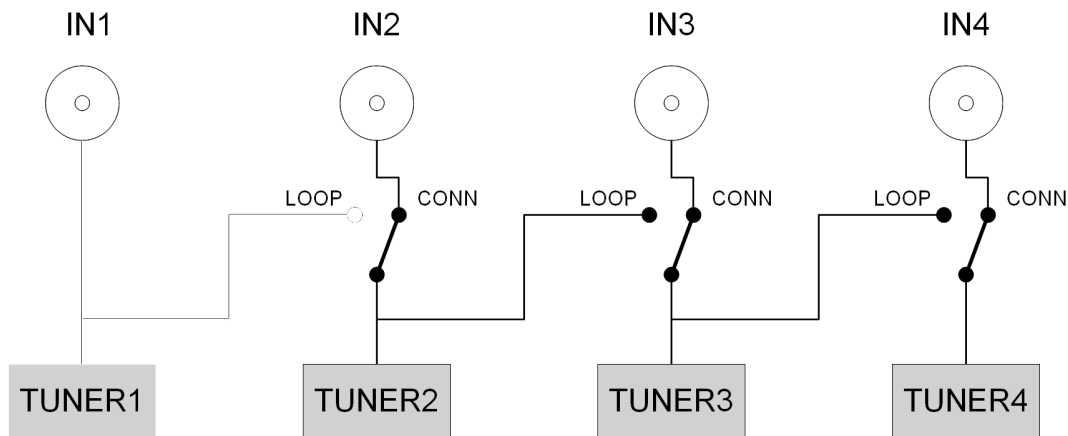 IN1
IN2
IN3
IN4
LOOP
CONN
LOOP
CONN
LOOP
CONN
TUNER1
TUNER2
TUNER3
TUNER4